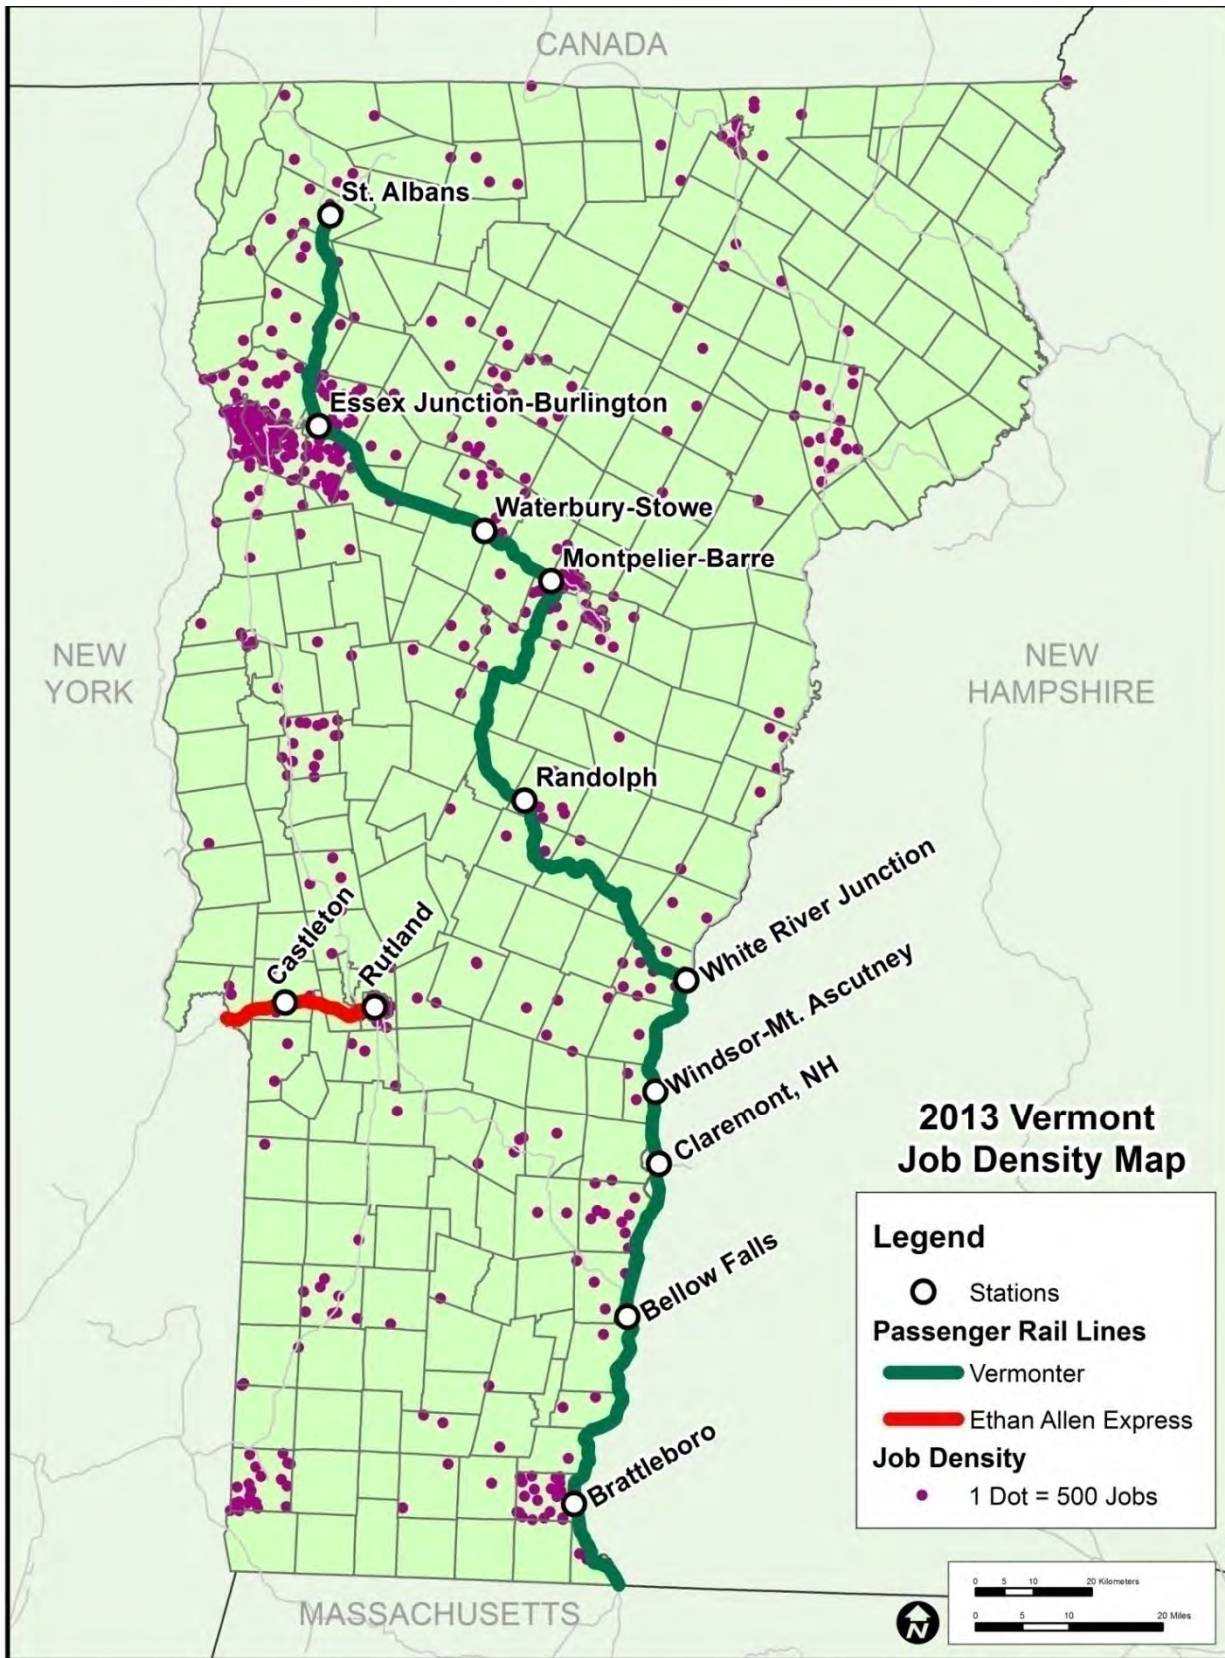 CANADA
St. Albans
Essex Junction-Burlington
Waterbury-Stowe
Montpelier-Barre
NEW
YORK
NEW
HAMPSHIRE
Randolph
White River Junction
Castleton
Rutland
Windsor-Mt. Ascutney
Claremont, NH
2013 Vermont
Job Density Map
Legend
Stations
Passenger Rail Lines
Vermonter
Ethan Allen Express
Job Density
1 Dot = 500 Jobs
Bellow Falls
Brattleboro
MASSACHUSETTS
N
0 5 10 20 Kilometers
0 5 10 20 Miles